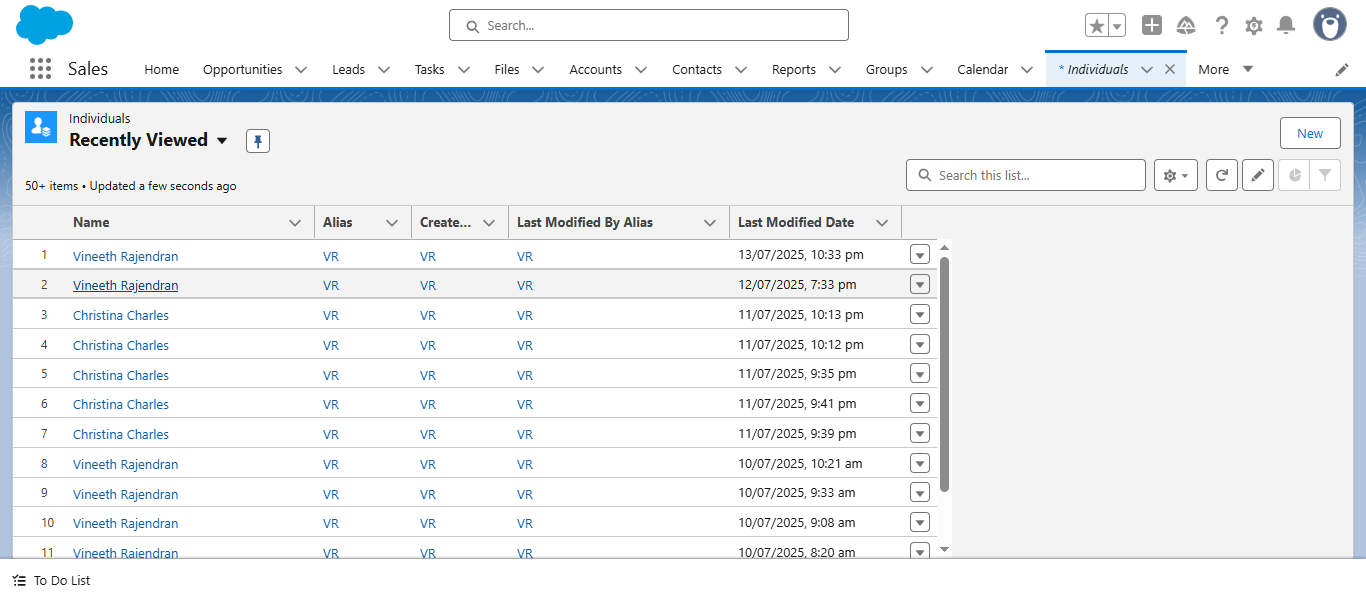 Search...
Sales Home Opportunities Leads Tasks Files Accounts Contacts Reports Groups Calendar * Individuals More
Individuals
Recently Viewed
New
50+ items • Updated a few seconds ago
Search this list...
Name Alias Create... Last Modified By Alias Last Modified Date
1 Vineeth Rajendran VR VR VR 13/07/2025, 10:33 pm
2 Vineeth Rajendran VR VR VR 12/07/2025, 7:33 pm
3 Christina Charles VR VR VR 11/07/2025, 10:13 pm
4 Christina Charles VR VR VR 11/07/2025, 10:12 pm
5 Christina Charles VR VR VR 11/07/2025, 9:35 pm
6 Christina Charles VR VR VR 11/07/2025, 9:41 pm
7 Christina Charles VR VR VR 11/07/2025, 9:39 pm
8 Vineeth Rajendran VR VR VR 10/07/2025, 10:21 am
9 Vineeth Rajendran VR VR VR 10/07/2025, 9:33 am
10 Vineeth Rajendran VR VR VR 10/07/2025, 9:08 am
11 Vineeth Rajendran VR VR VR 10/07/2025, 8:20 am
To Do List